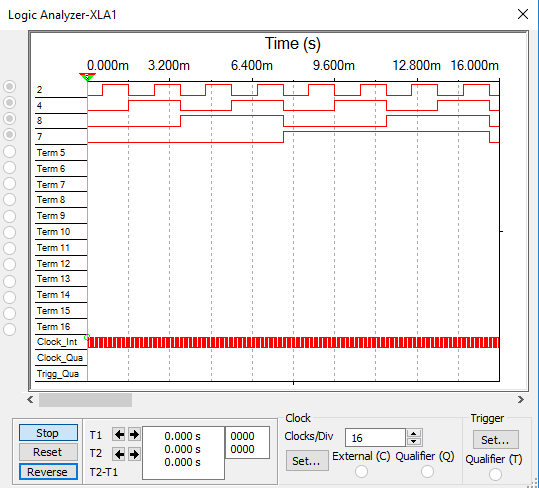 Logic Analyzer-XLA1
Time (s)
0.000m 3.200m 6.400m 9.600m 12.800m 16.000m
2
4
8
7
Term 5
Term 6
Term 7
Term 8
Term 9
Term 10
Term 11
Term 12
Term 13
Term 14
Term 15
Term 16
Clock_Int
Clock_Qua
Trigg_Qua
Stop
Reset
Reverse
T1
T2
T2-T1
0.000 s 0000
0.000 s 0000
0.000 s
Clock
Clocks/Div 16
Set...
External (C) Qualifier (Q)
Trigger
Set...
Qualifier (T)